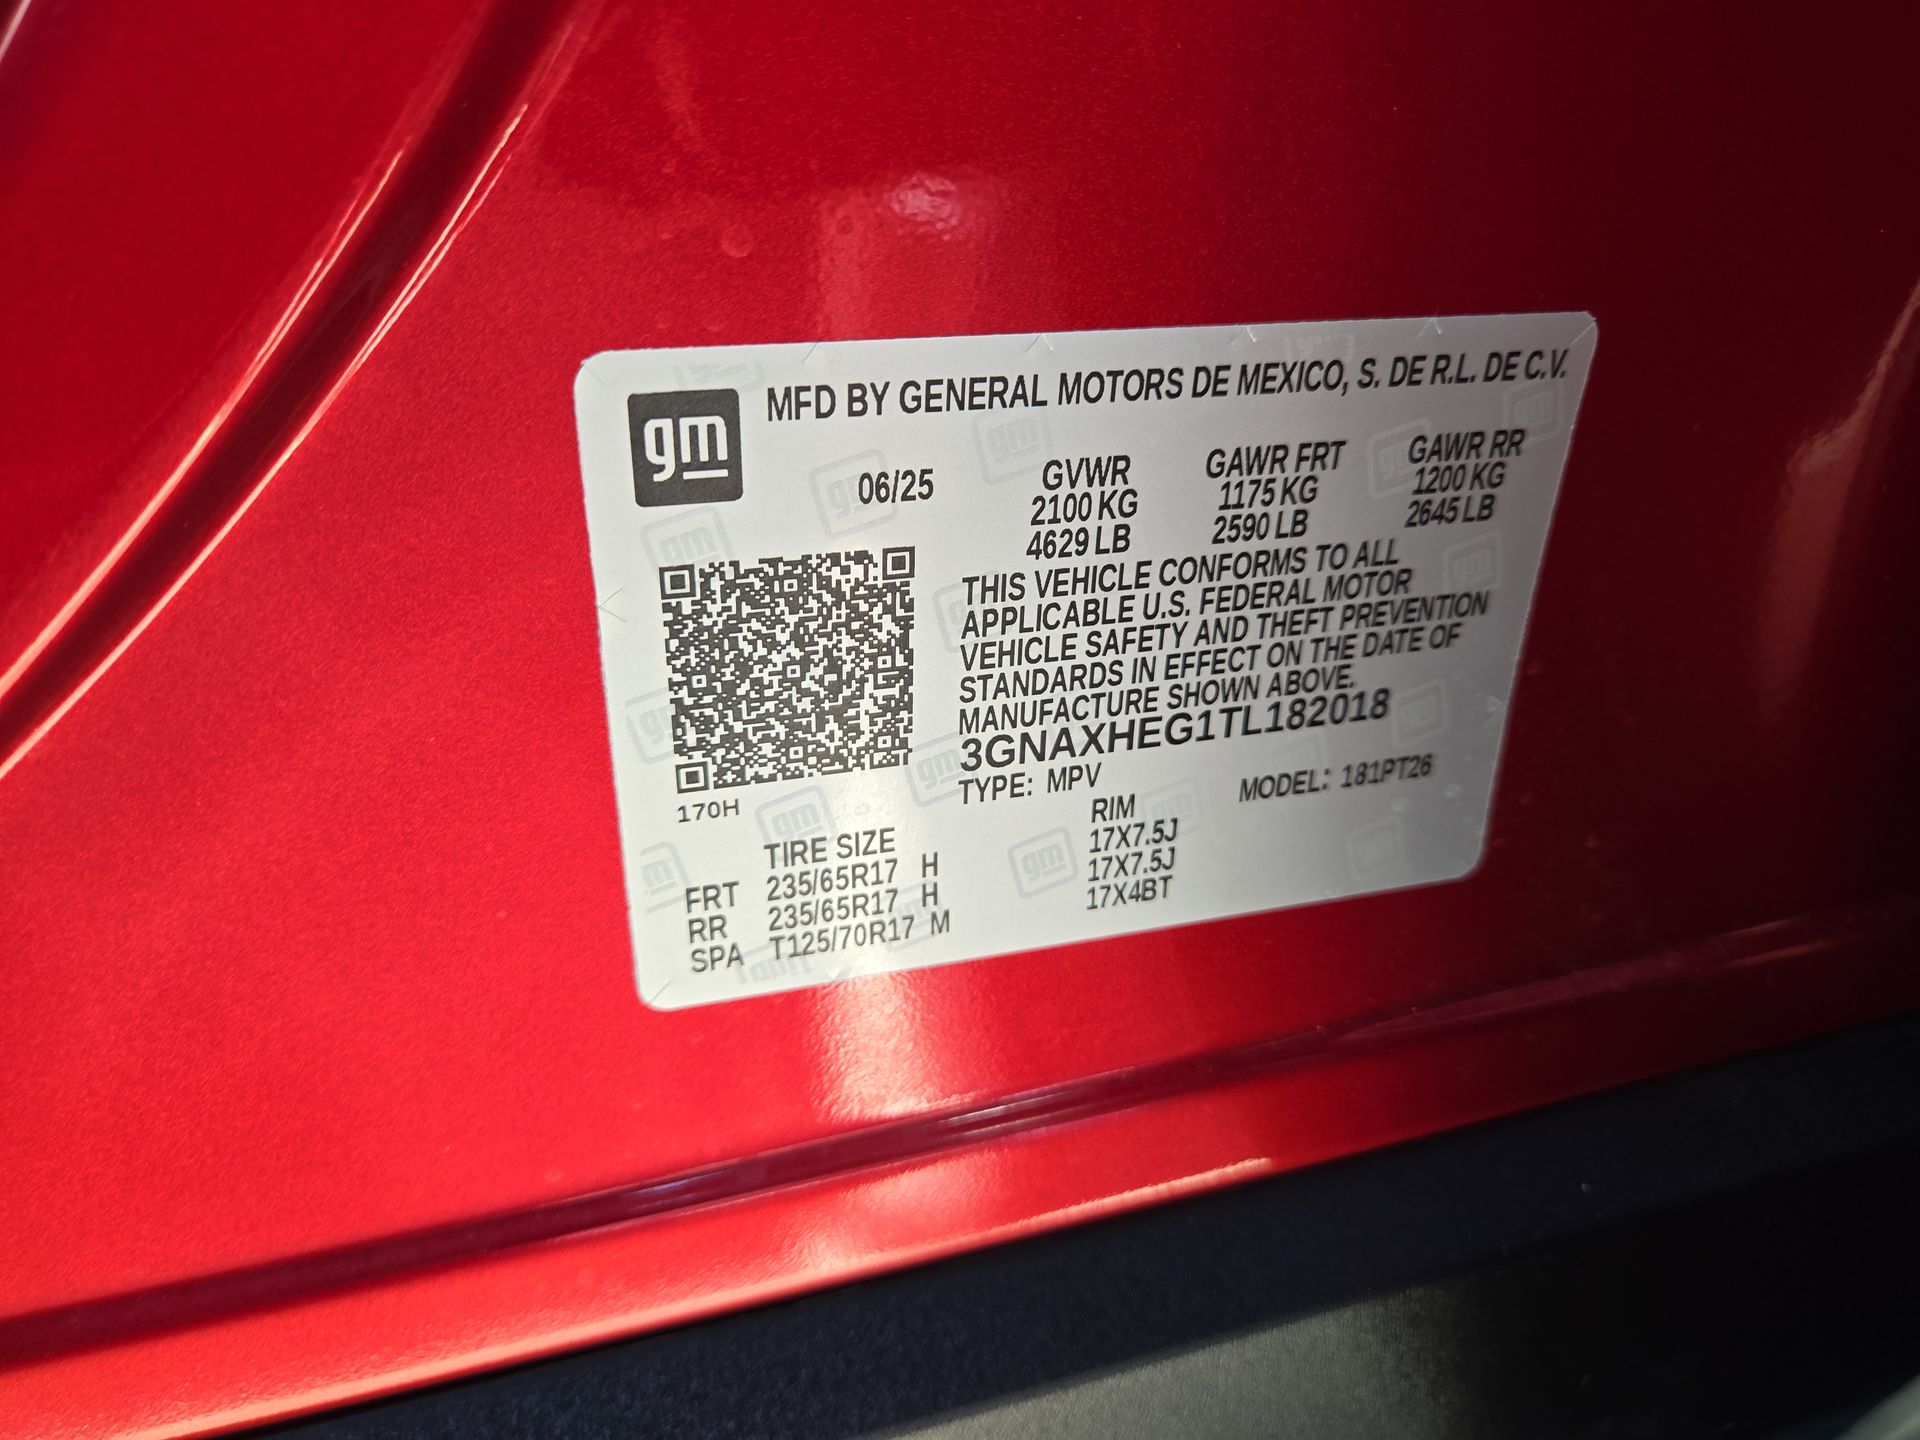 gm MFD BY GENERAL MOTORS DE MEXICO, S. DE R.L. DE C.V.
06/25 GVWR GAWR FRT GAWR RR
2100 KG 1175 KG 1200 KG
4629 LB 2590 LB 2645 LB
THIS VEHICLE CONFORMS TO ALL
APPLICABLE U.S. FEDERAL MOTOR
VEHICLE SAFETY AND THEFT PREVENTION
STANDARDS IN EFFECT ON THE DATE OF
MANUFACTURE SHOWN ABOVE.
3GNAXHEG1TL182018
TYPE: MPV MODEL: 181PT26
170H
TIRE SIZE RIM
FRT 235/65R17 H 17X7.5J
RR 235/65R17 H 17X7.5J
SPA T125/70R17 M 17X4BT